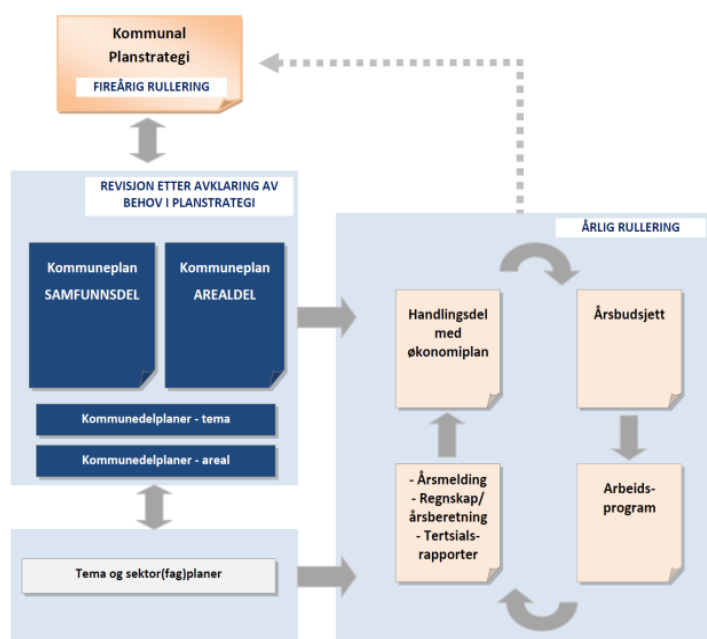 Kommunal
Planstrategi
FIREÅRIG RULLERING
REVISJON ETTER AVKLARING AV
BEHOV I PLANSTRATEGI
Kommuneplan
SAMFUNNSDEL
Kommuneplan
AREALDEL
Kommunedelplaner - tema
Kommunedelplaner - areal
Tema og sektor(fag)planer
ÅRLIG RULLERING
Handlingsdel
med
økonomiplan
Årsbudsjett
- Årsmelding
- Regnskap/
årsberetning
- Tertsials-
rapporter
Arbeids-
program